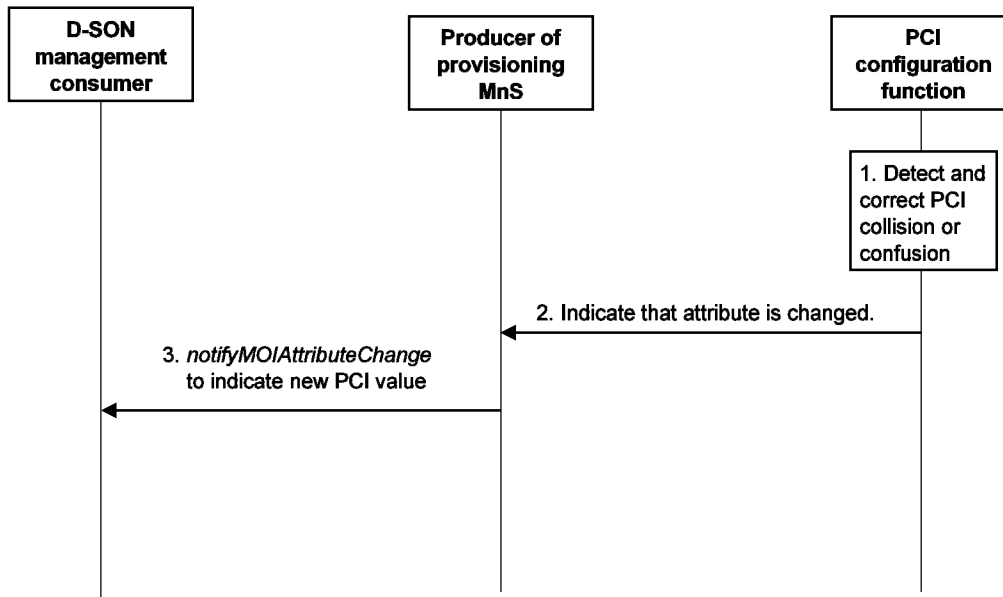 D-SON
management
consumer
Producer of
provisioning
MnS
PCI
configuration
function
1. Detect and
correct PCI
collision or
confusion
2. Indicate that attribute is changed.
3. notifyMOIAttributeChange
to indicate new PCI value